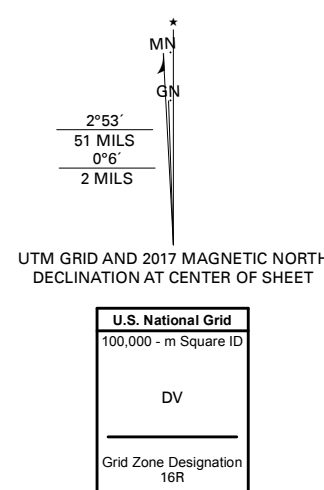 ★
MN
GN
2°53´
51 MILS
0°6´
2 MILS
UTM GRID AND 2017 MAGNETIC NORTH
DECLINATION AT CENTER OF SHEET
U.S. National Grid
100,000 - m Square ID
DV
Grid Zone Designation
16R